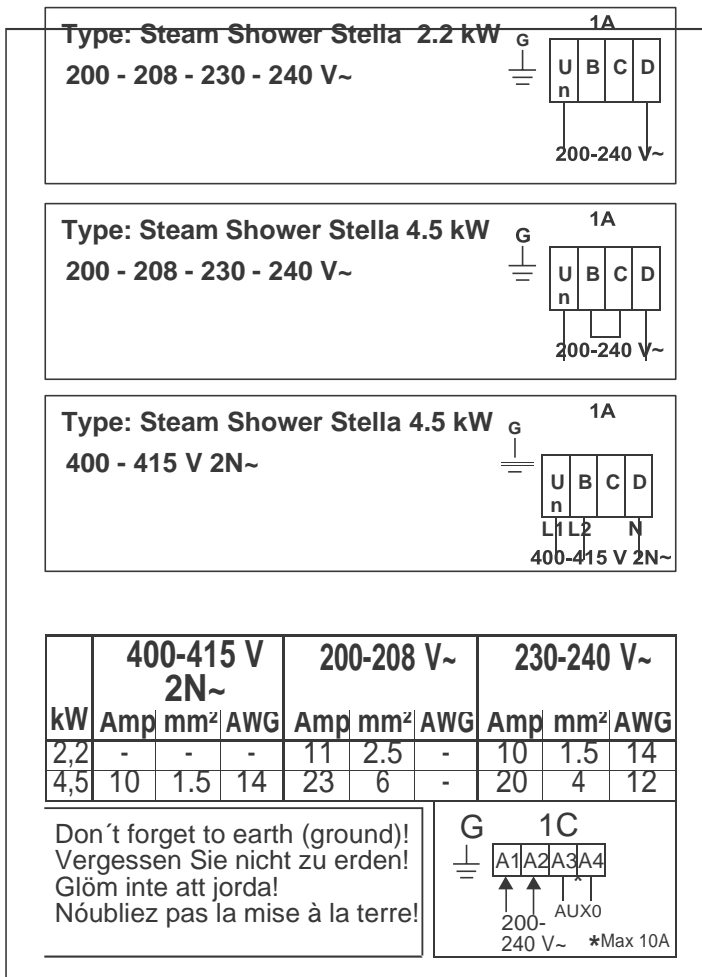 Type: Steam Shower Stella 2.2 kW
200 - 208 - 230 - 240 V~
G
1A
Un B C D
200-240 V~
Type: Steam Shower Stella 4.5 kW
200 - 208 - 230 - 240 V~
G
1A
Un B C D
200-240 V~
Type: Steam Shower Stella 4.5 kW
400 - 415 V 2N~
G
1A
Un B C D
L1 L2 N
400-415 V 2N~
400-415 V 2N~ 200-208 V~ 230-240 V~
kW Amp mm² AWG Amp mm² AWG Amp mm² AWG
2,2 - - - 11 2.5 - 10 1.5 14
4,5 10 1.5 14 23 6 - 20 4 12
Don´t forget to earth (ground)!
Vergessen Sie nicht zu erden!
Glöm inte att jorda!
Nóubliez pas la mise à la terre!
G 1C
A1 A2 A3 A4
*
AUX0
200-
240 V~ *Max 10A